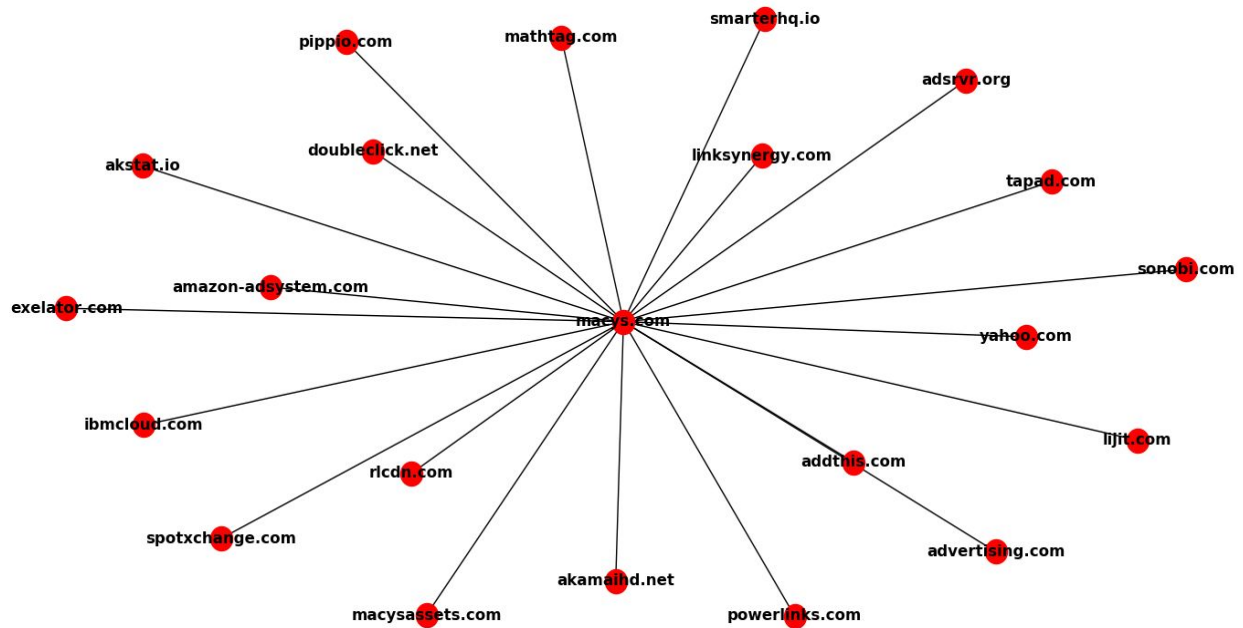 smarterhq.io
mathtag.com
pippio.com
adsrvr.org
doubleclick.net
linksynergy.com
akstat.io
tapad.com
sonobi.com
amazon-adsystem.com
exelator.com
macys.com
yahoo.com
ibmcloud.com
lijit.com
addthis.com
rlcdn.com
spotxchange.com
advertising.com
akamaihd.net
macysassets.com
powerlinks.com